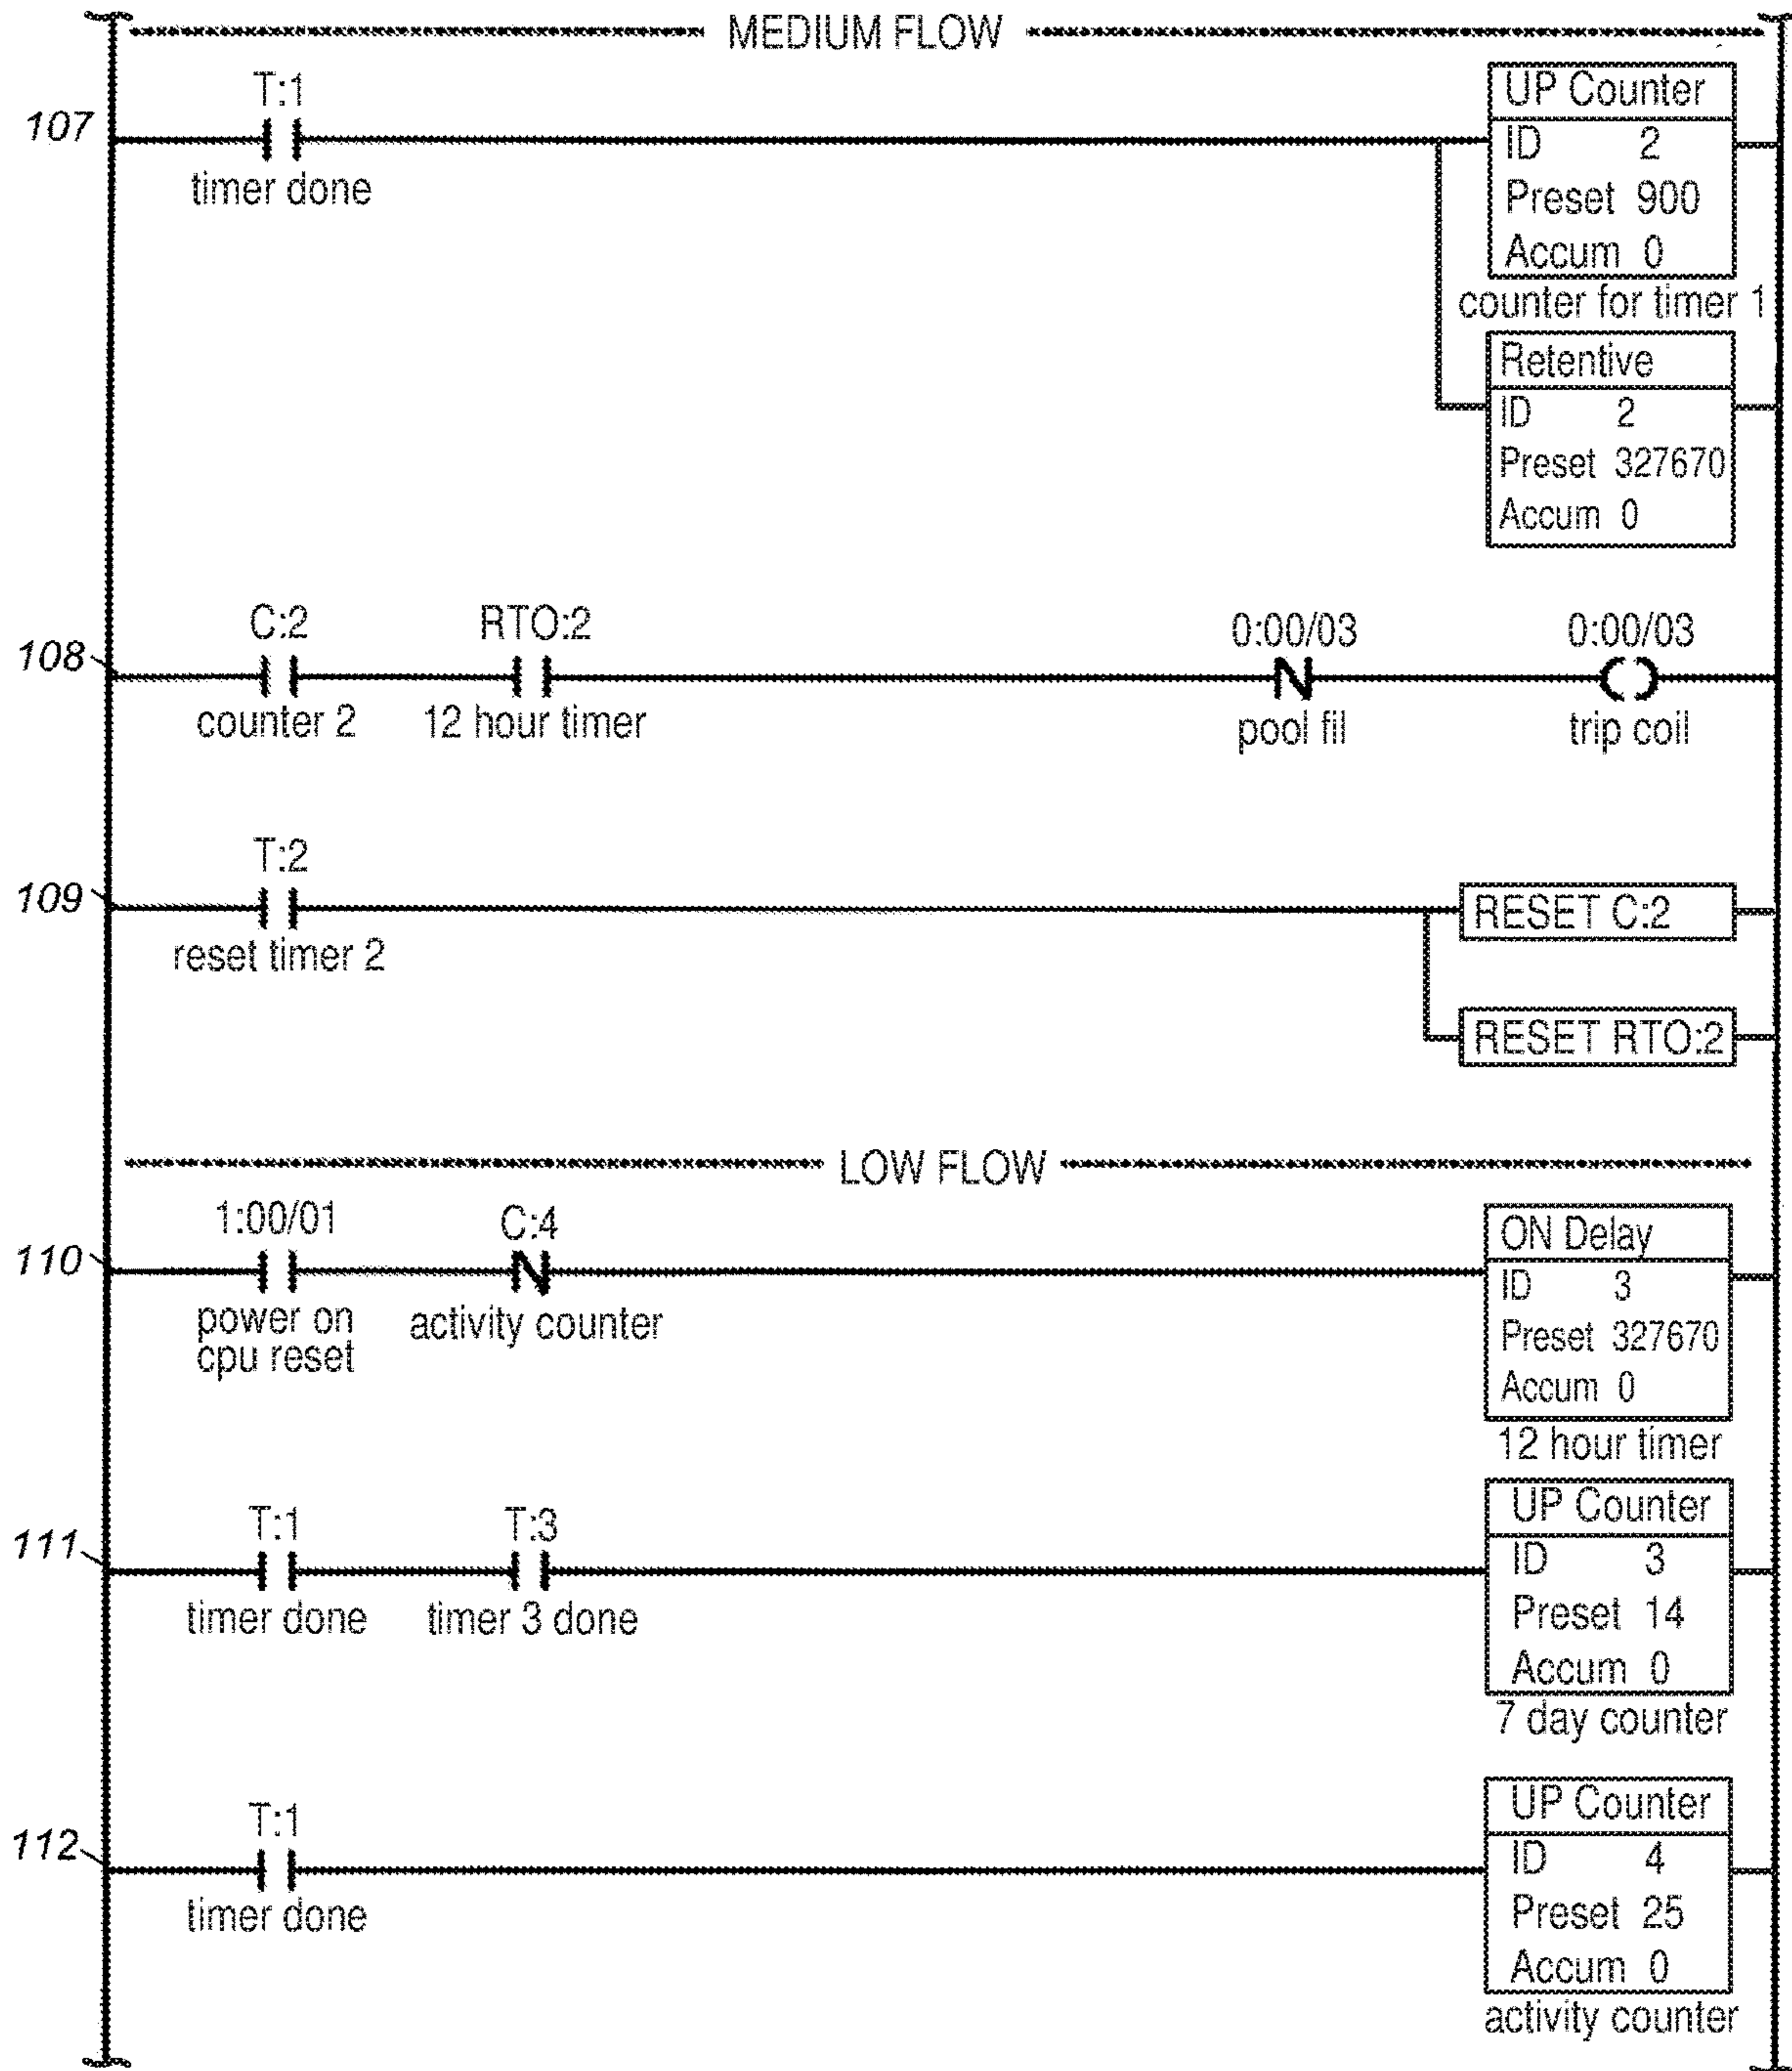 MEDIUM FLOW
107
T:1
timer done
UP Counter
ID 2
Preset 900
Accum 0
counter for timer 1
Retentive
ID 2
Preset 327670
Accum 0
108
C:2
counter 2
RTO:2
12 hour timer
0:00/03
pool fil
0:00/03
trip coil
109
T:2
reset timer 2
RESET C:2
RESET RTO:2
LOW FLOW
110
1:00/01
power on
cpu reset
C:4
activity counter
ON Delay
ID 3
Preset 327670
Accum 0
12 hour timer
111
T:1
timer done
T:3
timer 3 done
UP Counter
ID 3
Preset 14
Accum 0
7 day counter
112
T:1
timer done
UP Counter
ID 4
Preset 25
Accum 0
activity counter